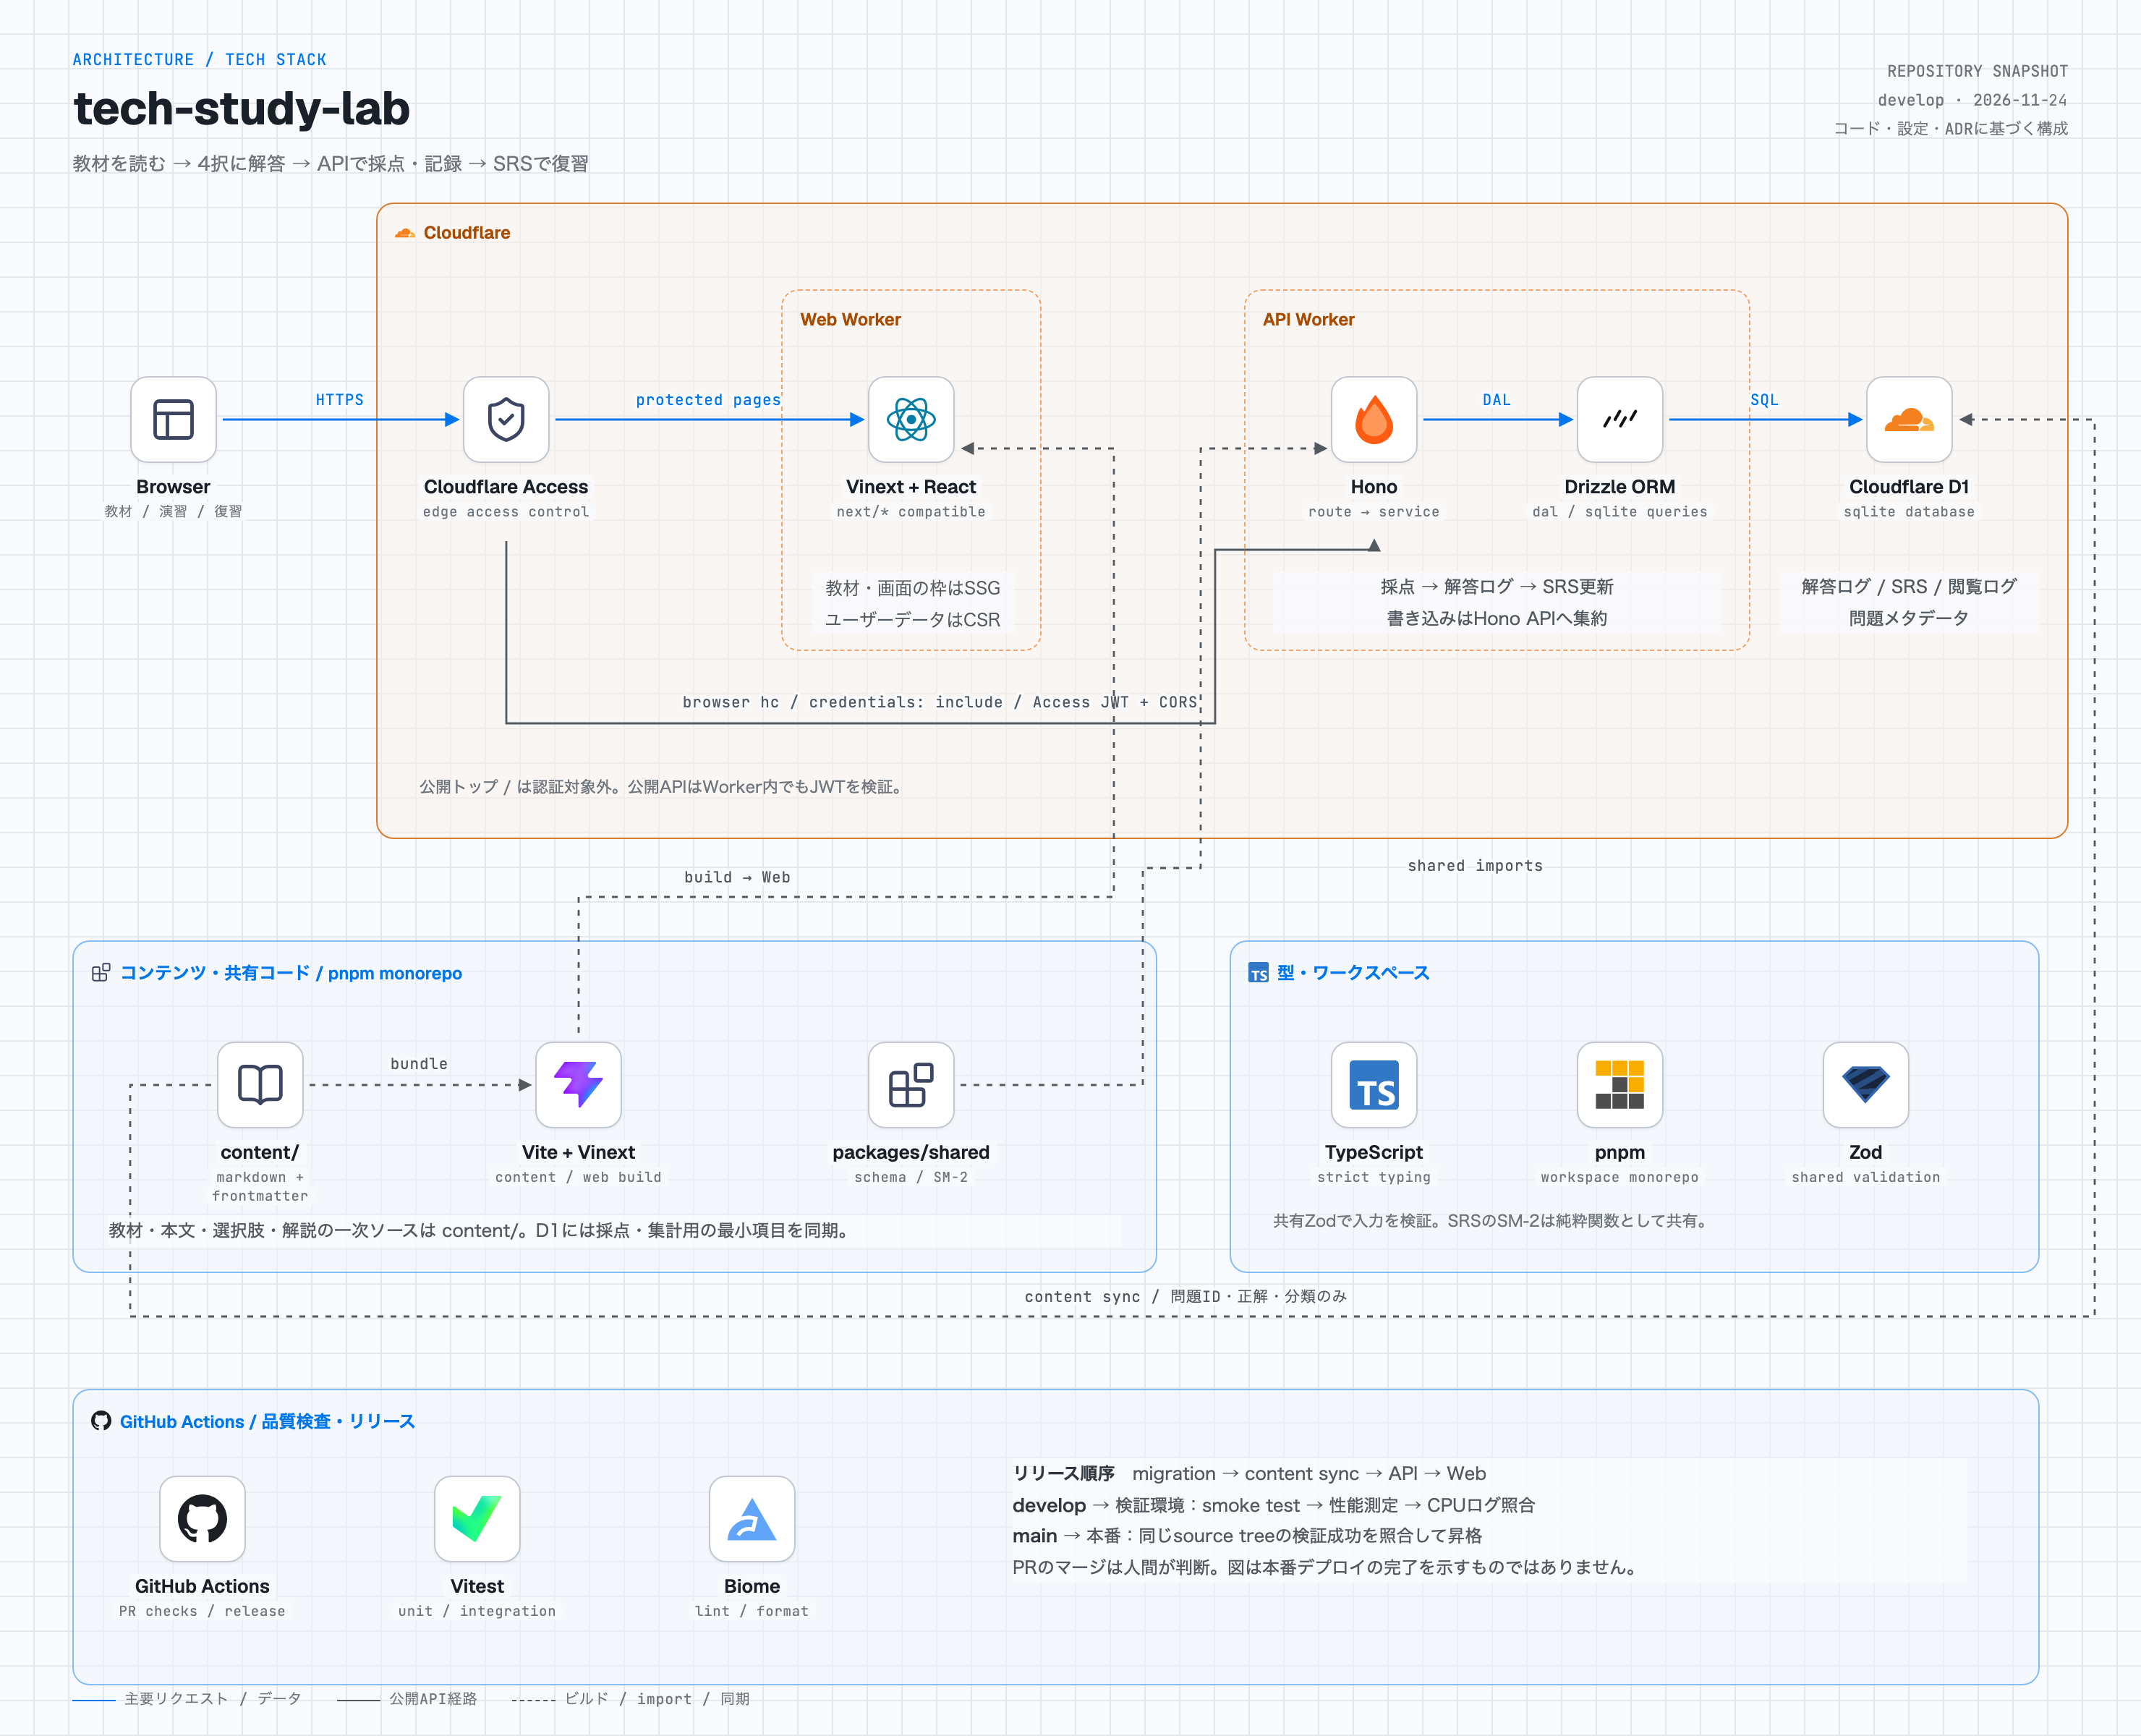 ARCHITECTURE / TECH STACK
tech-study-lab
教材を読む → 4択に解答 → APIで採点・記録 → SRSで復習
REPOSITORY SNAPSHOT
develop · 2026-11-24
コード・設定・ADRに基づく構成
Cloudflare
Web Worker
API Worker
HTTPS
protected pages
DAL
SQL
Browser
教材 / 演習 / 復習
Cloudflare Access
edge access control
Vinext + React
next/* compatible
Hono
route → service
Drizzle ORM
dal / sqlite queries
Cloudflare D1
sqlite database
教材・画面の枠はSSG
ユーザーデータはCSR
採点 → 解答ログ → SRS更新
書き込みはHono APIへ集約
解答ログ / SRS / 閲覧ログ
問題メタデータ
browser hc / credentials: include / Access JWT + CORS
公開トップ / は認証対象外。公開APIはWorker内でもJWTを検証。
build → Web
shared imports
コンテンツ・共有コード / pnpm monorepo
bundle
content/
markdown +
frontmatter
Vite + Vinext
content / web build
packages/shared
schema / SM-2
教材・本文・選択肢・解説の一次ソースは content/。D1には採点・集計用の最小項目を同期。
TS
型・ワークスペース
TS
TypeScript
strict typing
pnpm
workspace monorepo
Zod
shared validation
共有Zodで入力を検証。SRSのSM-2は純粋関数として共有。
content sync / 問題ID・正解・分類のみ
GitHub Actions / 品質検査・リリース
GitHub Actions
PR checks / release
Vitest
unit / integration
Biome
lint / format
リリース順序 migration → content sync → API → Web
develop → 検証環境：smoke test → 性能測定 → CPUログ照合
main → 本番：同じsource treeの検証成功を照合して昇格
PRのマージは人間が判断。図は本番デプロイの完了を示すものではありません。
主要リクエスト / データ
公開API経路
ビルド / import / 同期